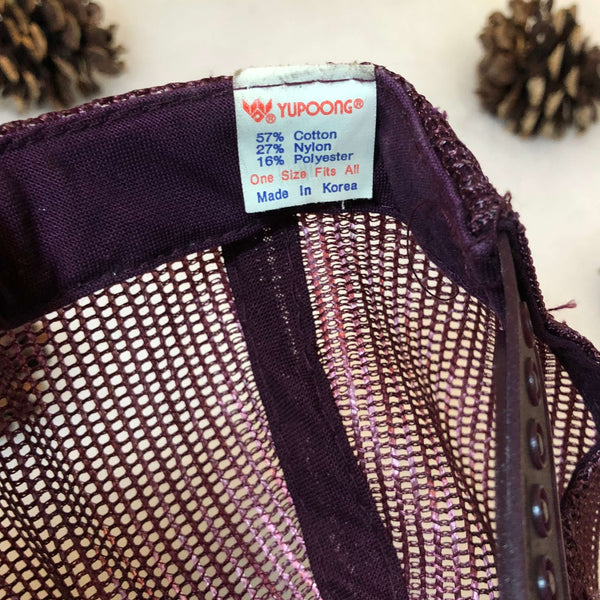 YUPOONG®
®
57% Cotton
27% Nylon
16% Polyester
One Size Fits All
Made In Korea